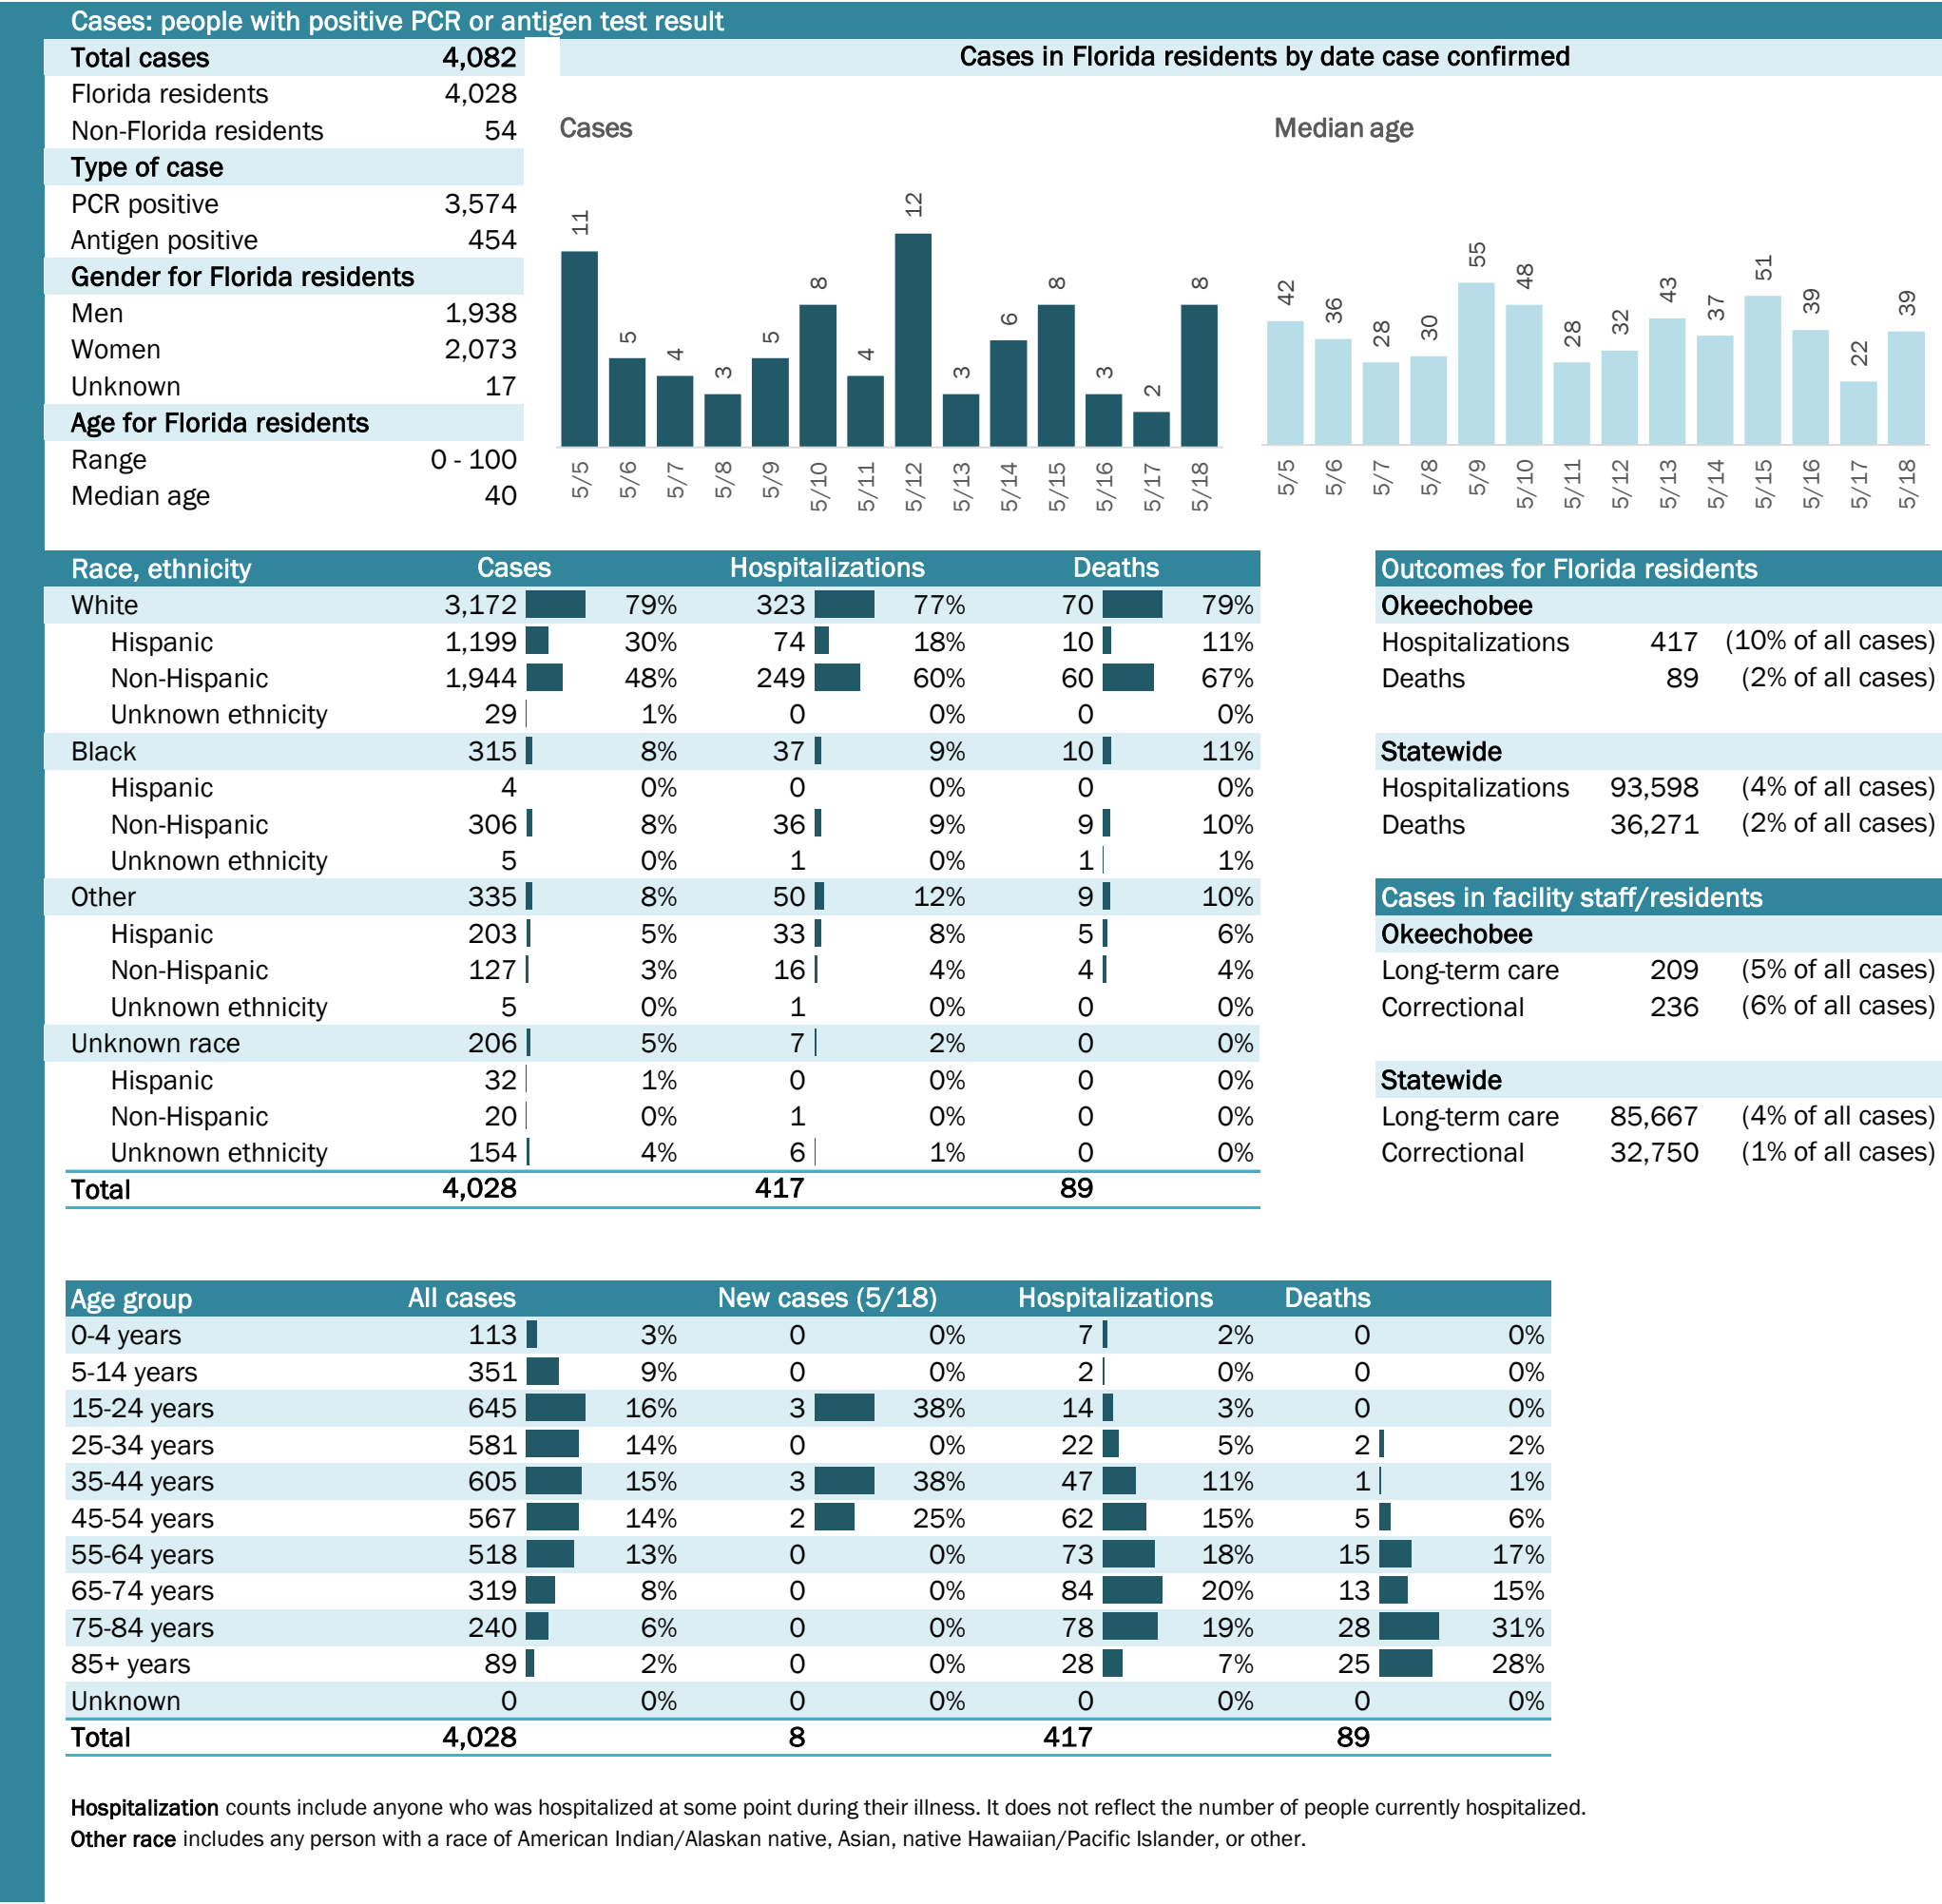 Cases: people with positive PCR or antigen test result
Total cases 4,082
Florida residents 4,028
Non-Florida residents 54
Type of case
PCR positive 3,574
Antigen positive 454
Gender for Florida residents
Men 1,938
Women 2,073
Unknown 17
Age for Florida residents
Range 0 - 100
Median age 40
Cases in Florida residents by date case confirmed
Cases
11 5 4 3 5 8 4 12 3 6 8 3 2 8
5/5 5/6 5/7 5/8 5/9 5/10 5/11 5/12 5/13 5/14 5/15 5/16 5/17 5/18
Median age
42 36 28 30 55 48 28 32 43 37 51 39 22 39
5/5 5/6 5/7 5/8 5/9 5/10 5/11 5/12 5/13 5/14 5/15 5/16 5/17 5/18
Race, ethnicity Cases Hospitalizations Deaths
White 3,172 79% 323 77% 70 79%
Hispanic 1,199 30% 74 18% 10 11%
Non-Hispanic 1,944 48% 249 60% 60 67%
Unknown ethnicity 29 1% 0 0% 0 0%
Black 315 8% 37 9% 10 11%
Hispanic 4 0% 0 0% 0 0%
Non-Hispanic 306 8% 36 9% 9 10%
Unknown ethnicity 5 0% 1 0% 1 1%
Other 335 8% 50 12% 9 10%
Hispanic 203 5% 33 8% 5 6%
Non-Hispanic 127 3% 16 4% 4 4%
Unknown ethnicity 5 0% 1 0% 0 0%
Unknown race 206 5% 7 2% 0 0%
Hispanic 32 1% 0 0% 0 0%
Non-Hispanic 20 0% 1 0% 0 0%
Unknown ethnicity 154 4% 6 1% 0 0%
Total 4,028 417 89
Outcomes for Florida residents
Okeechobee
Hospitalizations 417 (10% of all cases)
Deaths 89 (2% of all cases)
Statewide
Hospitalizations 93,598 (4% of all cases)
Deaths 36,271 (2% of all cases)
Cases in facility staff/residents
Okeechobee
Long-term care 209 (5% of all cases)
Correctional 236 (6% of all cases)
Statewide
Long-term care 85,667 (4% of all cases)
Correctional 32,750 (1% of all cases)
Age group All cases New cases (5/18) Hospitalizations Deaths
0-4 years 113 3% 0 0% 7 2% 0 0%
5-14 years 351 9% 0 0% 2 0% 0 0%
15-24 years 645 16% 3 38% 14 3% 0 0%
25-34 years 581 14% 0 0% 22 5% 2 2%
35-44 years 605 15% 3 38% 47 11% 1 1%
45-54 years 567 14% 2 25% 62 15% 5 6%
55-64 years 518 13% 0 0% 73 18% 15 17%
65-74 years 319 8% 0 0% 84 20% 13 15%
75-84 years 240 6% 0 0% 78 19% 28 31%
85+ years 89 2% 0 0% 28 7% 25 28%
Unknown 0 0% 0 0% 0 0% 0 0%
Total 4,028 8 417 89
Hospitalization counts include anyone who was hospitalized at some point during their illness. It does not reflect the number of people currently hospitalized.
Other race includes any person with a race of American Indian/Alaskan native, Asian, native Hawaiian/Pacific Islander, or other.